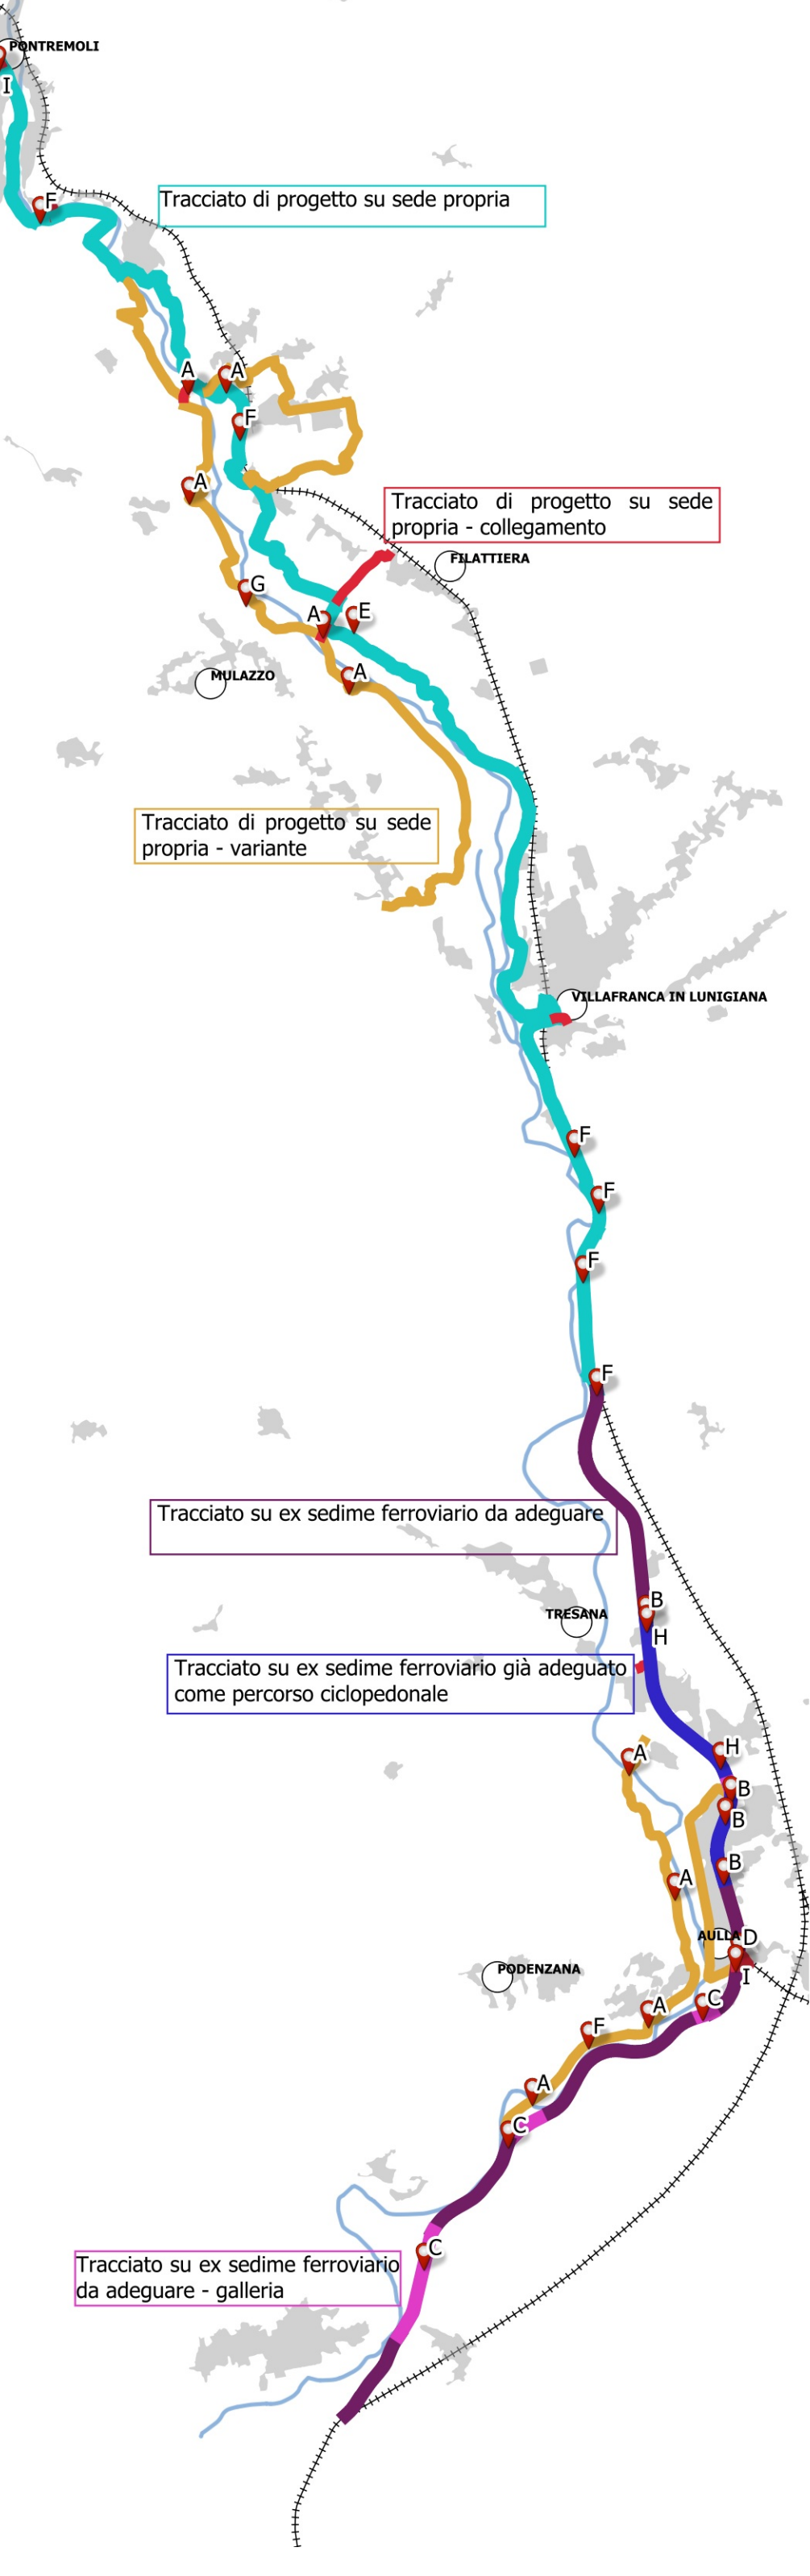 PONTREMOLI
I
F
Tracciato di progetto su sede propria
A
A
F
A
Tracciato di progetto su sede
propria - collegamento
FILATTIERA
G
A
E
MULAZZO
A
Tracciato di progetto su sede
propria - variante
VILLAFRANCA IN LUNIGIANA
F
F
F
F
Tracciato su ex sedime ferroviario da adeguare
B
TRESANA
H
Tracciato su ex sedime ferroviario già adeguato
come percorso ciclopedonale
H
A
B
B
B
A
AULLA
D
PODENZANA
I
C
A
F
A
C
C
Tracciato su ex sedime ferroviario
da adeguare - galleria